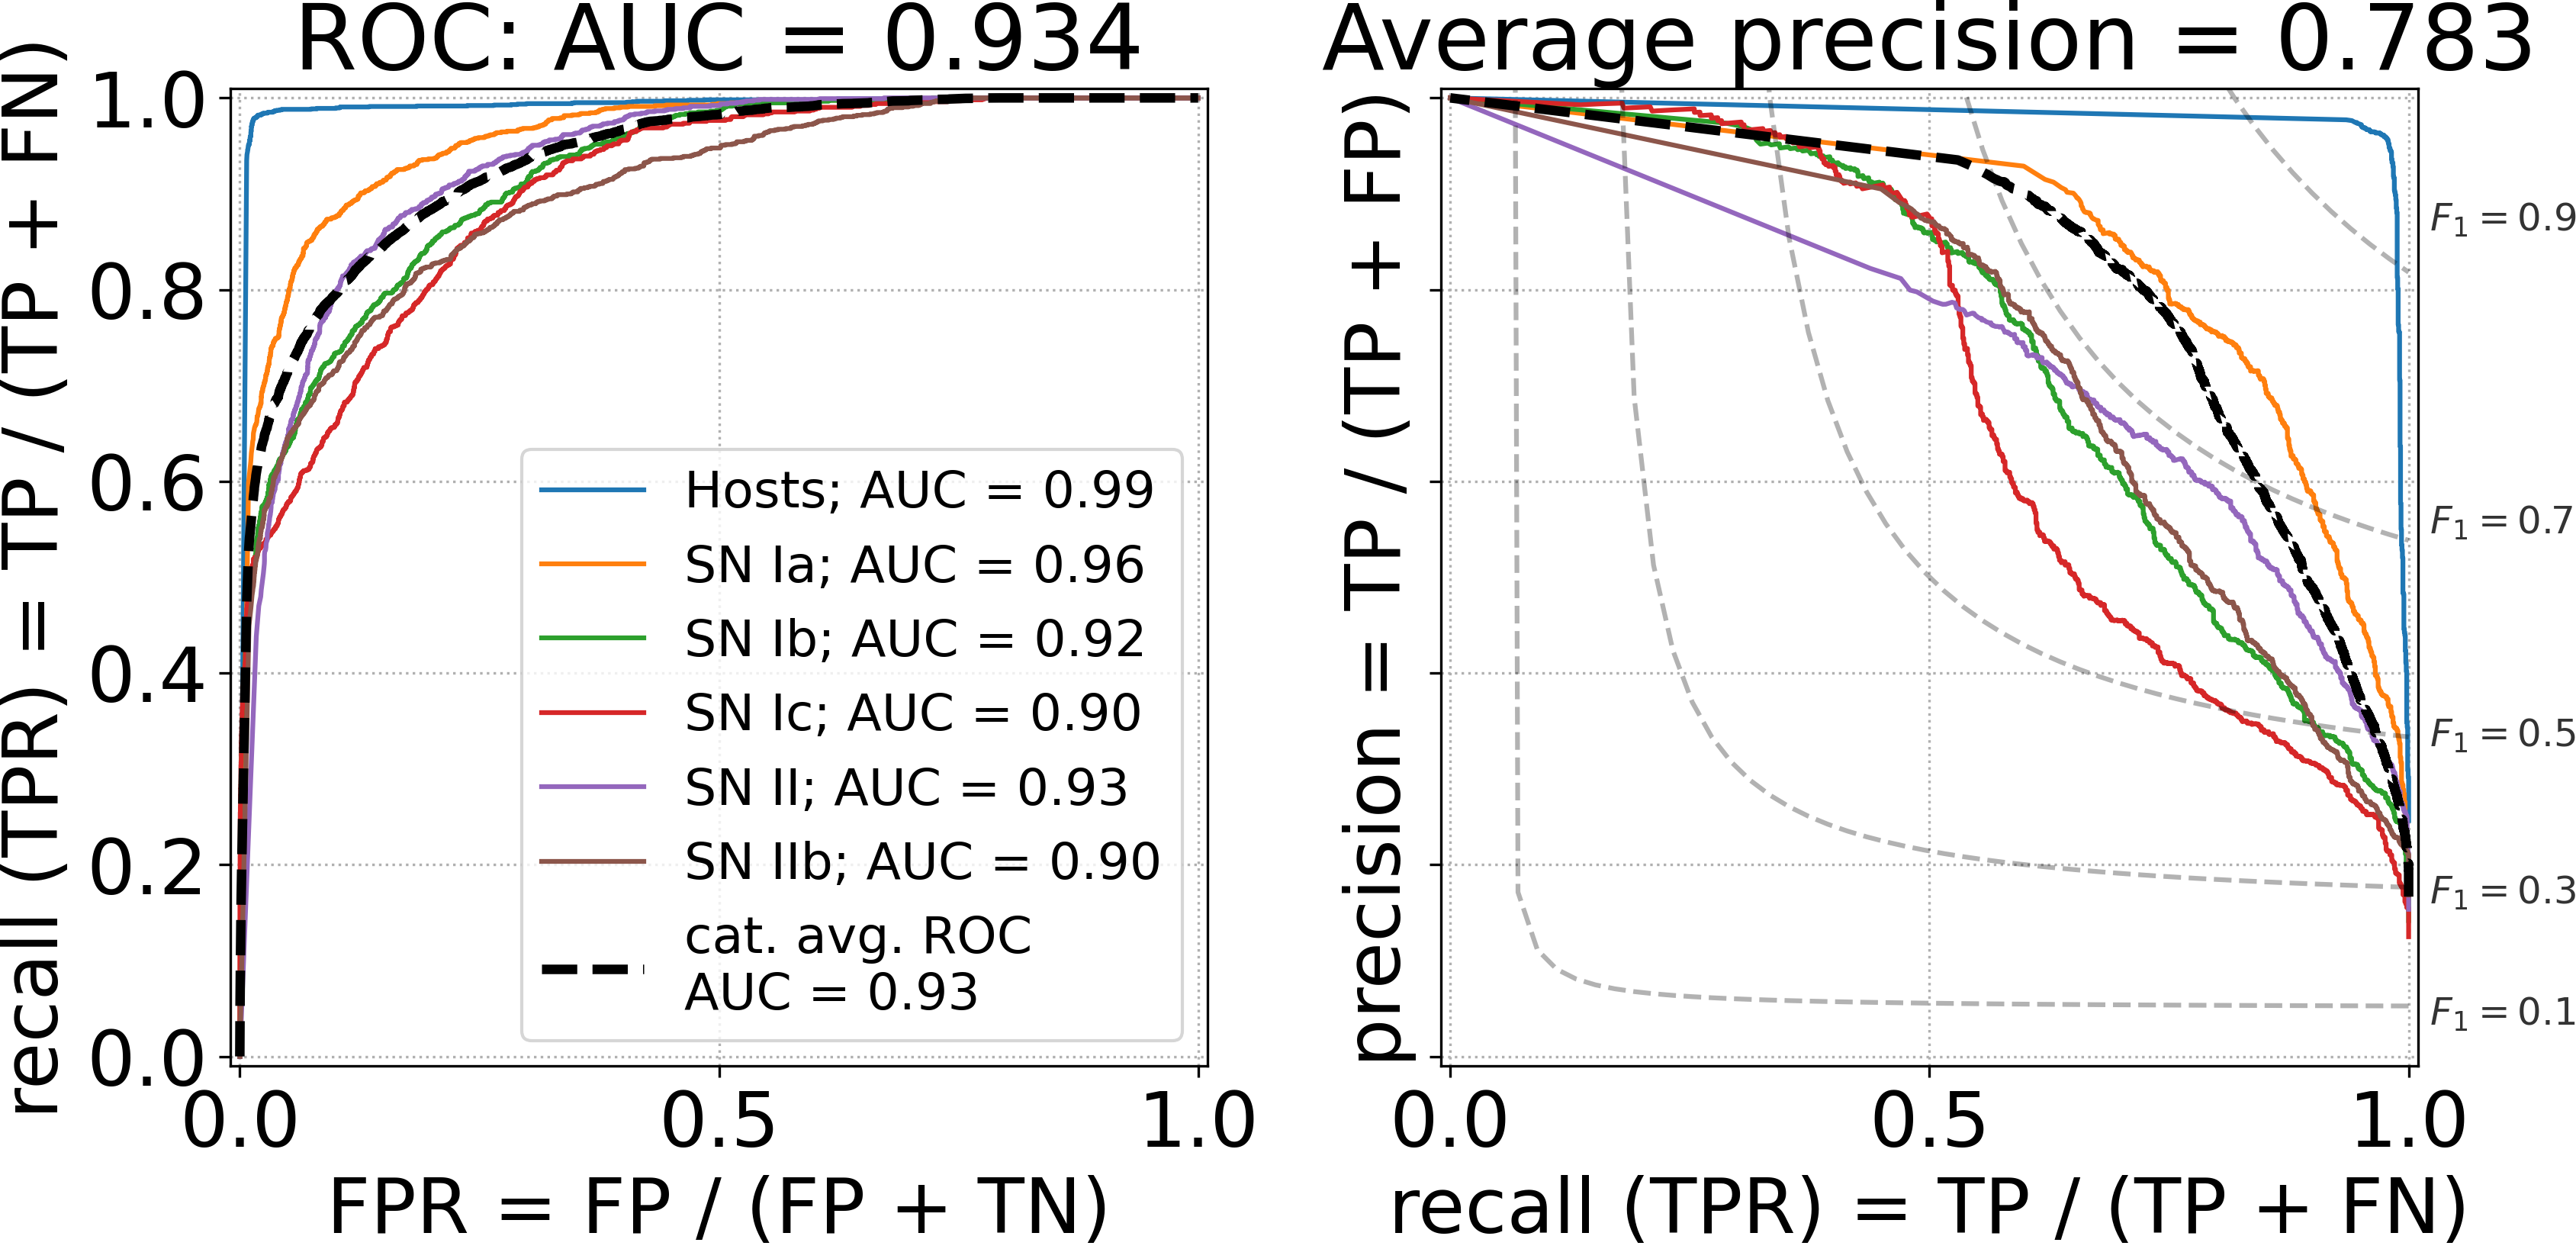 ROC: AUC = 0.934
recall (TPR) = TP / (TP + FN)
1.0
0.8
0.6
0.4
0.2
0.0
Hosts; AUC = 0.99
SN Ia; AUC = 0.96
SN Ib; AUC = 0.92
SN Ic; AUC = 0.90
SN II; AUC = 0.93
SN IIb; AUC = 0.90
cat. avg. ROC
AUC = 0.93
0.0
0.5
1.0
FPR = FP / (FP + TN)
Average precision = 0.783
precision = TP / (TP + FP)
F₁ = 0.9
F₁ = 0.7
F₁ = 0.5
F₁ = 0.3
F₁ = 0.1
0.0
0.5
1.0
recall (TPR) = TP / (TP + FN)